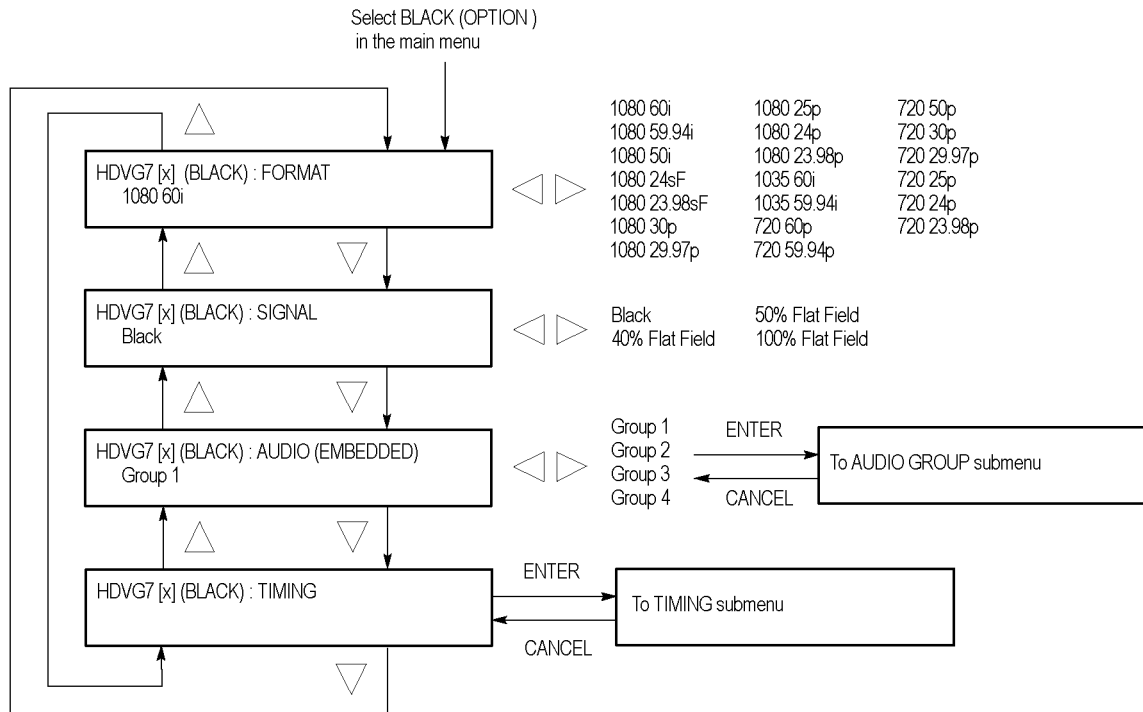 Select BLACK (OPTION )
in the main menu
HDVG7 [x] (BLACK) : FORMAT
1080 60i
1080 60i 1080 25p 720 50p
1080 59.94i 1080 24p 720 30p
1080 50i 1080 23.98p 720 29.97p
1080 24sF 1035 60i 720 25p
1080 23.98sF 1035 59.94i 720 24p
1080 30p 720 60p 720 23.98p
1080 29.97p 720 59.94p
HDVG7 [x] (BLACK) : SIGNAL
Black
Black 50% Flat Field
40% Flat Field 100% Flat Field
HDVG7 [x] (BLACK) : AUDIO (EMBEDDED)
Group 1
Group 1
Group 2
Group 3
Group 4
ENTER
CANCEL
To AUDIO GROUP submenu
HDVG7 [x] (BLACK) : TIMING
ENTER
CANCEL
To TIMING submenu